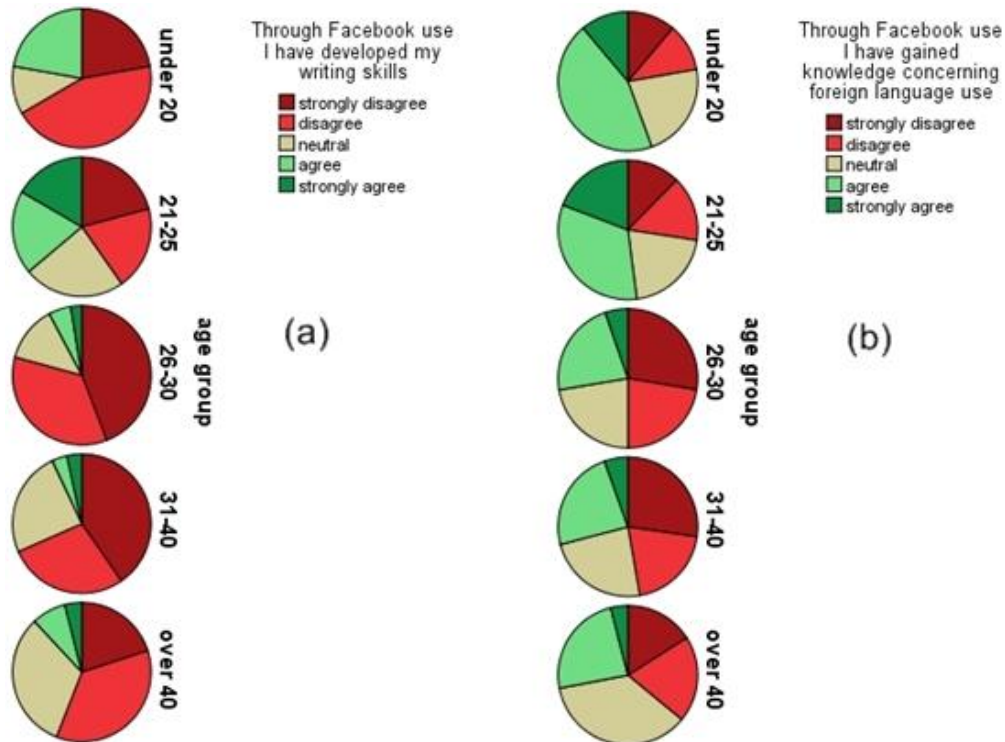 Through Facebook use
I have developed my
writing skills
strongly disagree
disagree
neutral
agree
strongly agree
(a)
under 20
21-25
26-30
31-40
over 40
age group
Through Facebook use
I have gained
knowledge concerning
foreign language use
strongly disagree
disagree
neutral
agree
strongly agree
(b)
under 20
21-25
26-30
31-40
over 40
age group